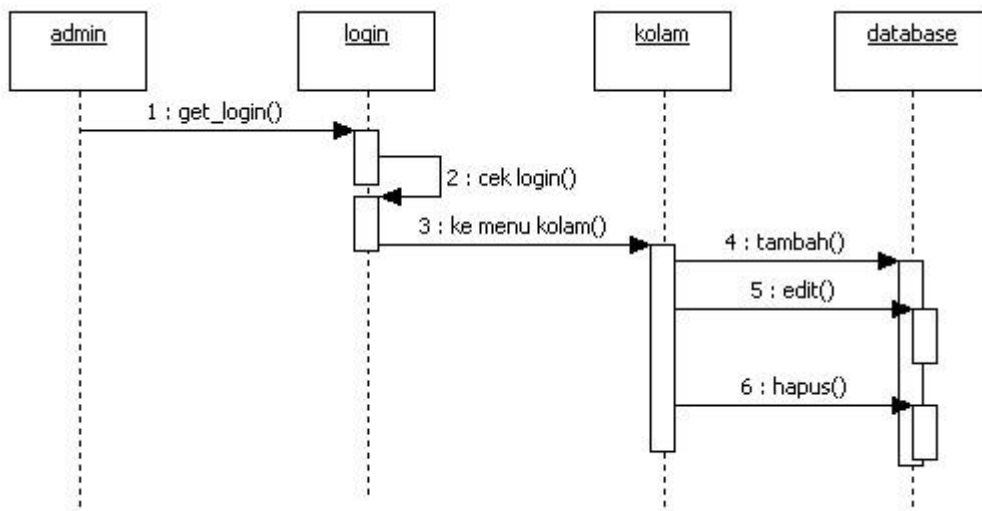 admin
login
kolam
database
1 : get_login()
2 : cek login()
3 : ke menu kolam()
4 : tambah()
5 : edit()
6 : hapus()